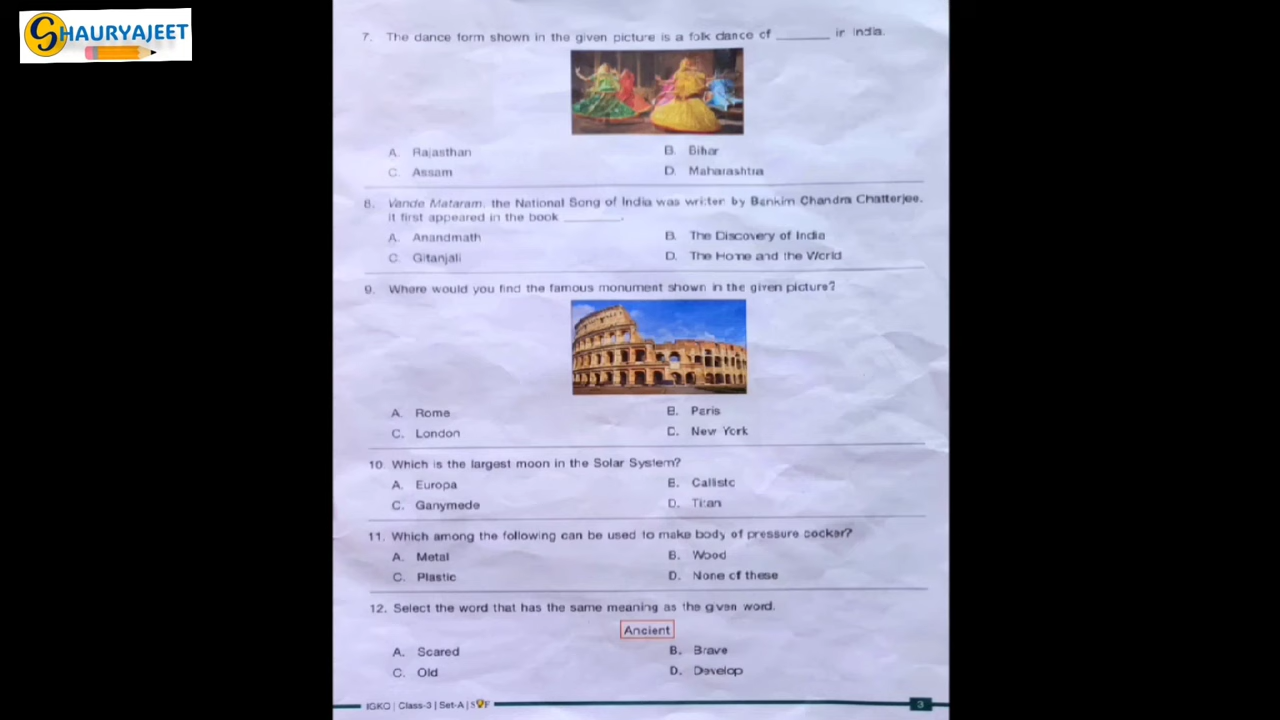 SHAURYAJEET
7. The dance form shown in the given picture is a folk dance of ______ in India.
A. Rajasthan
B. Bihar
C. Assam
D. Maharashtra
8. Vande Mataram, the National Song of India was written by Bankim Chandra Chatterjee.
It first appeared in the book ______.
A. Anandmath
B. The Discovery of India
C. Gitanjali
D. The Home and the World
9. Where would you find the famous monument shown in the given picture?
A. Rome
B. Paris
C. London
D. New York
10. Which is the largest moon in the Solar System?
A. Europa
B. Callisto
C. Ganymede
D. Titan
11. Which among the following can be used to make body of pressure cooker?
A. Metal
B. Wood
C. Plastic
D. None of these
12. Select the word that has the same meaning as the given word.
Ancient
A. Scared
B. Brave
C. Old
D. Develop
IGKO | Class-3 | Set-A | SOF
3